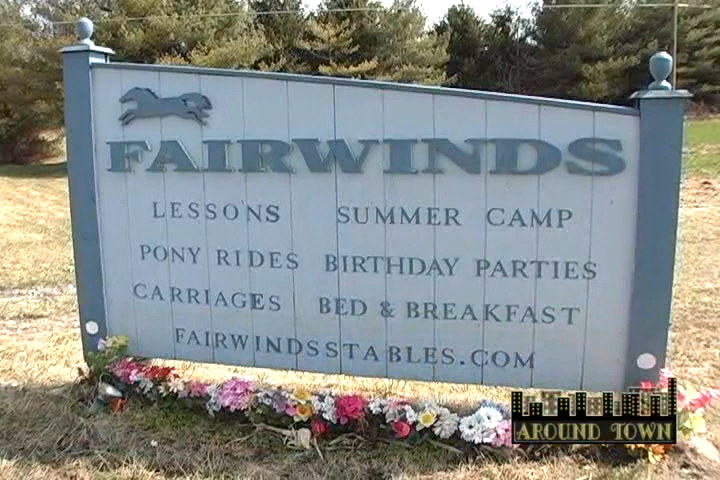 FAIRWINDS
LESSONS SUMMER CAMP
PONY RIDES BIRTHDAY PARTIES
CARRIAGES BED & BREAKFAST
FAIRWINDSSTABLES.COM
AROUND TOWN